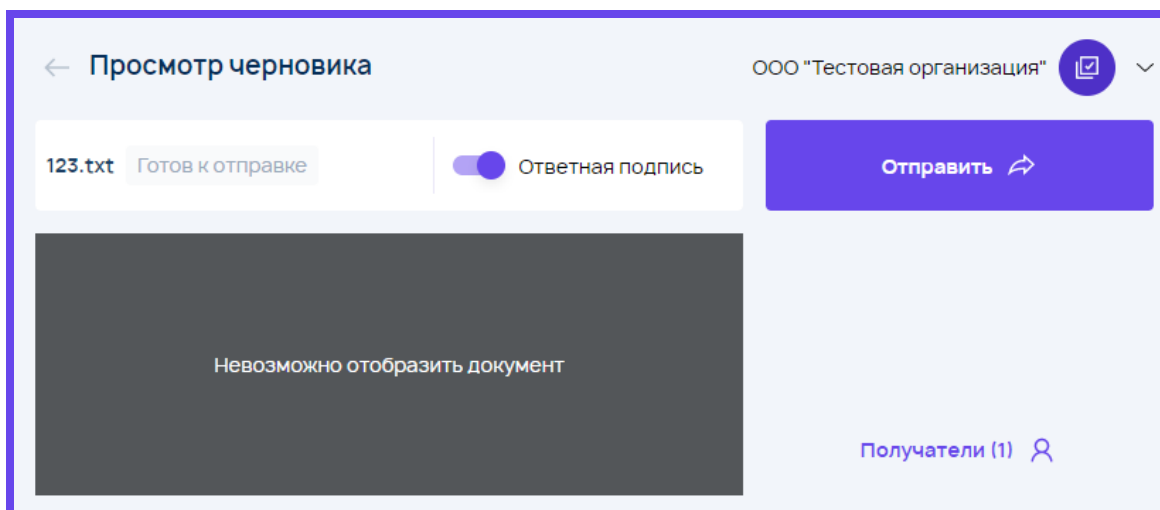 Просмотр черновика
ООО "Тестовая организация"
123.txt Готов к отправке
Ответная подпись
Отправить
Невозможно отобразить документ
Получатели (1)